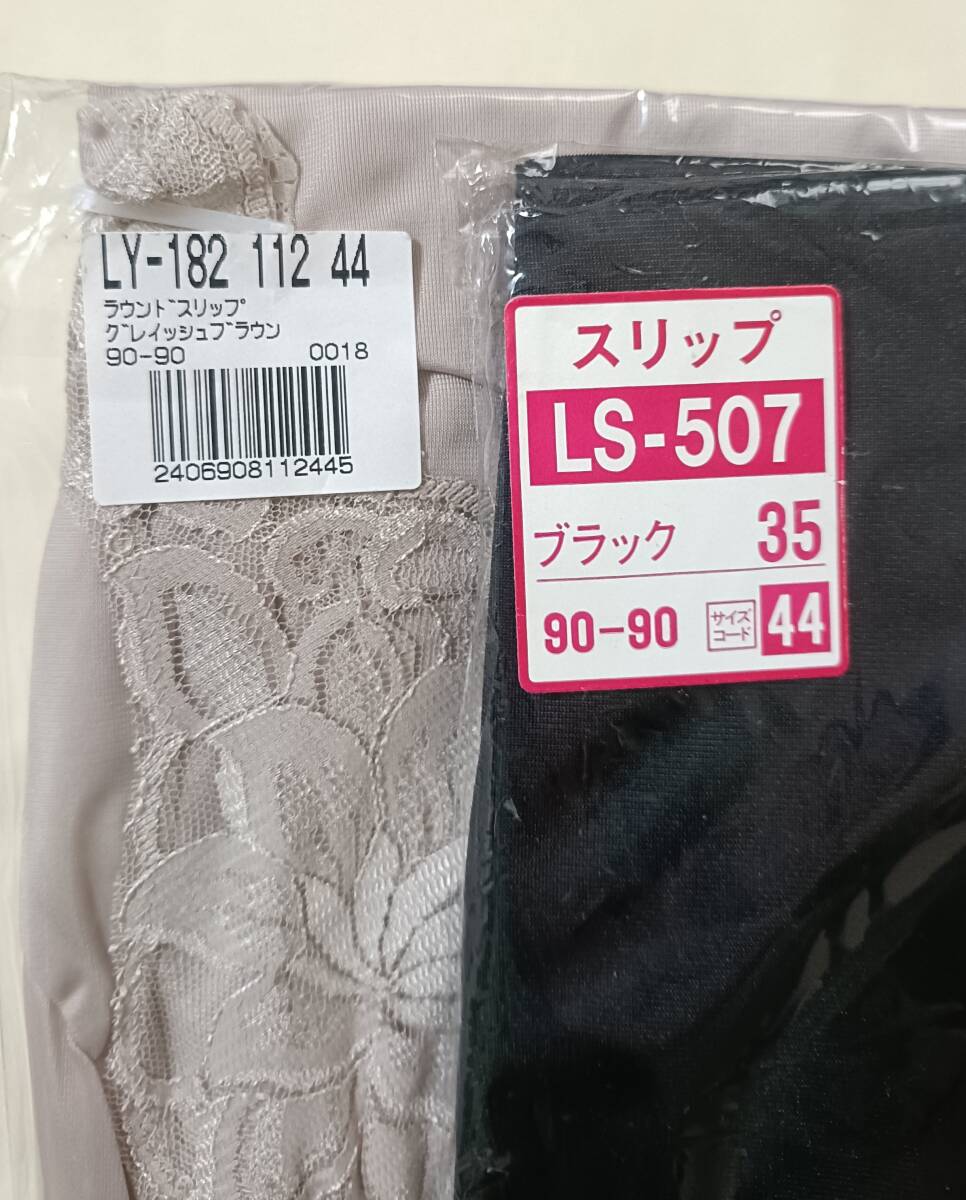 LY-182 112 44
ラウンドスリップ
グレイッシュブラウン
90-90 0018
2406908112445
スリップ
LS-507
ブラック 35
90-90 サイズコード 44